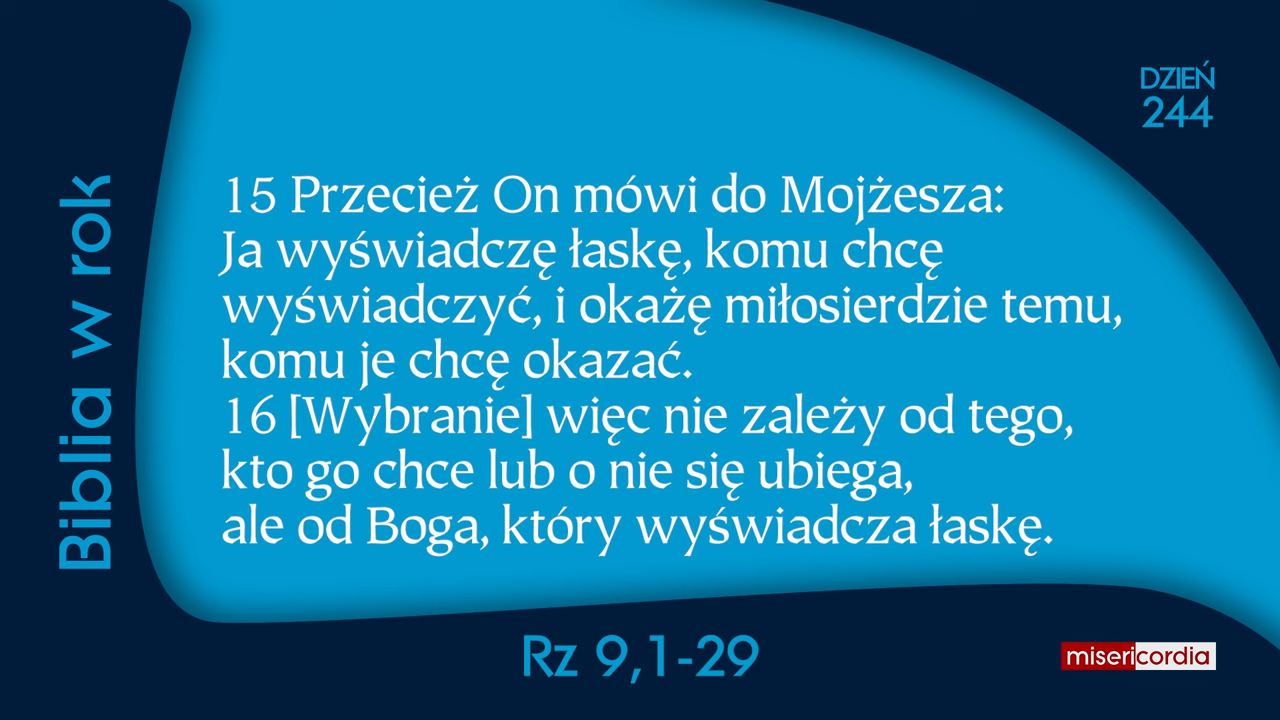 DZIEŃ
244
Biblia w rok
15 Przecież On mówi do Mojżesza:
Ja wyświadczę łaskę, komu chcę
wyświadczyć, i okażę miłosierdzie temu,
komu je chcę okazać.
16 [Wybranie] więc nie zależy od tego,
kto go chce lub o nie się ubiega,
ale od Boga, który wyświadcza łaskę.
Rz 9,1-29
misericordia